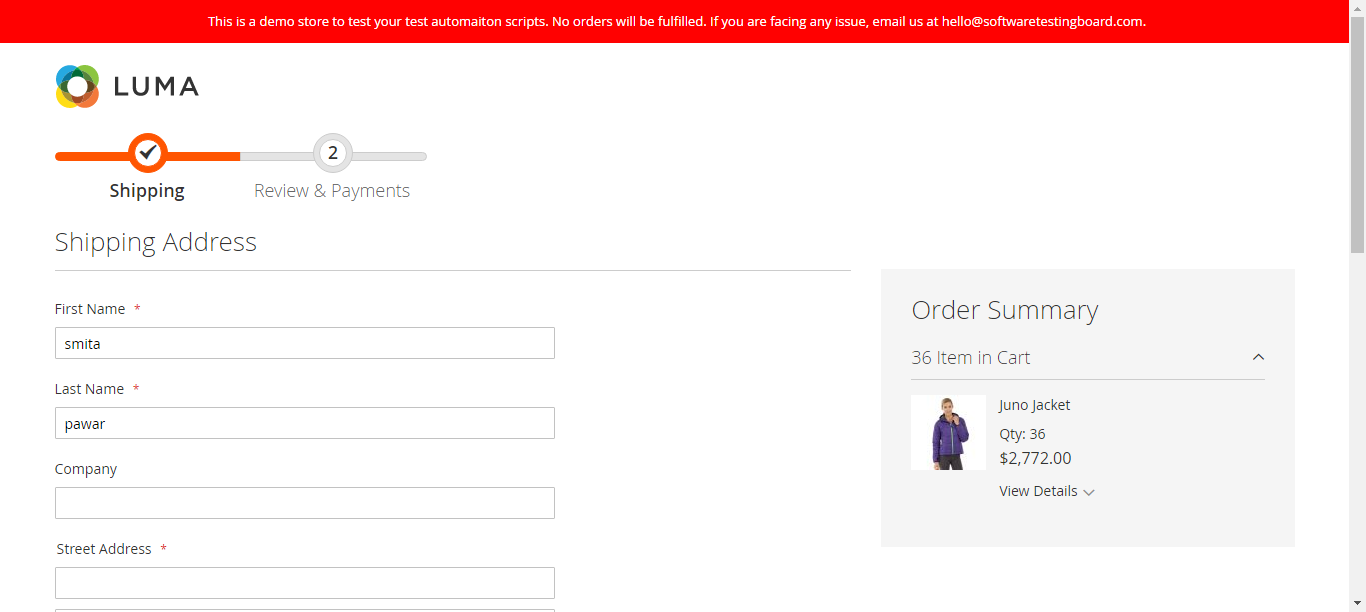 This is a demo store to test your test automaiton scripts. No orders will be fulfilled. If you are facing any issue, email us at hello@softwaretestingboard.com.
LUMA
2
Shipping
Review & Payments
Shipping Address
First Name *
smita
Last Name *
pawar
Company
Street Address *
Order Summary
36 Item in Cart
Juno Jacket
Qty: 36
$2,772.00
View Details